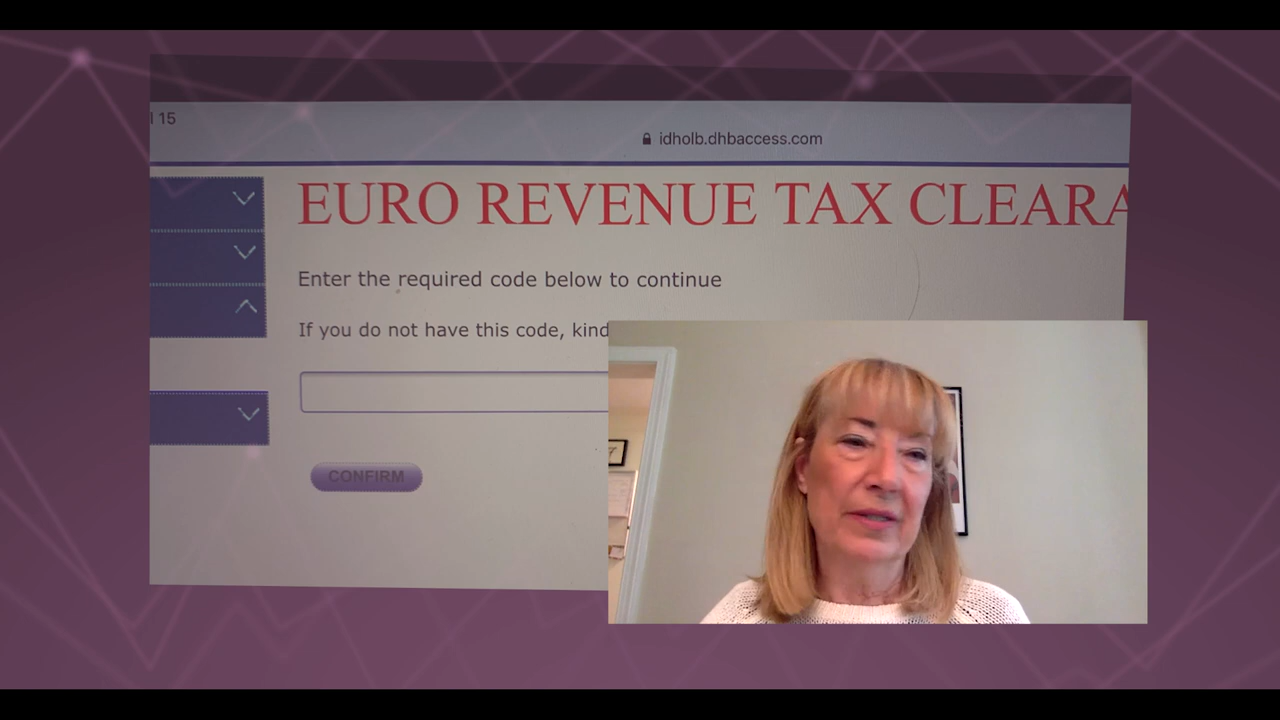 l 15
idholb.dhbaccess.com
EURO REVENUE TAX CLEARA
Enter the required code below to continue
If you do not have this code, kind
CONFIRM